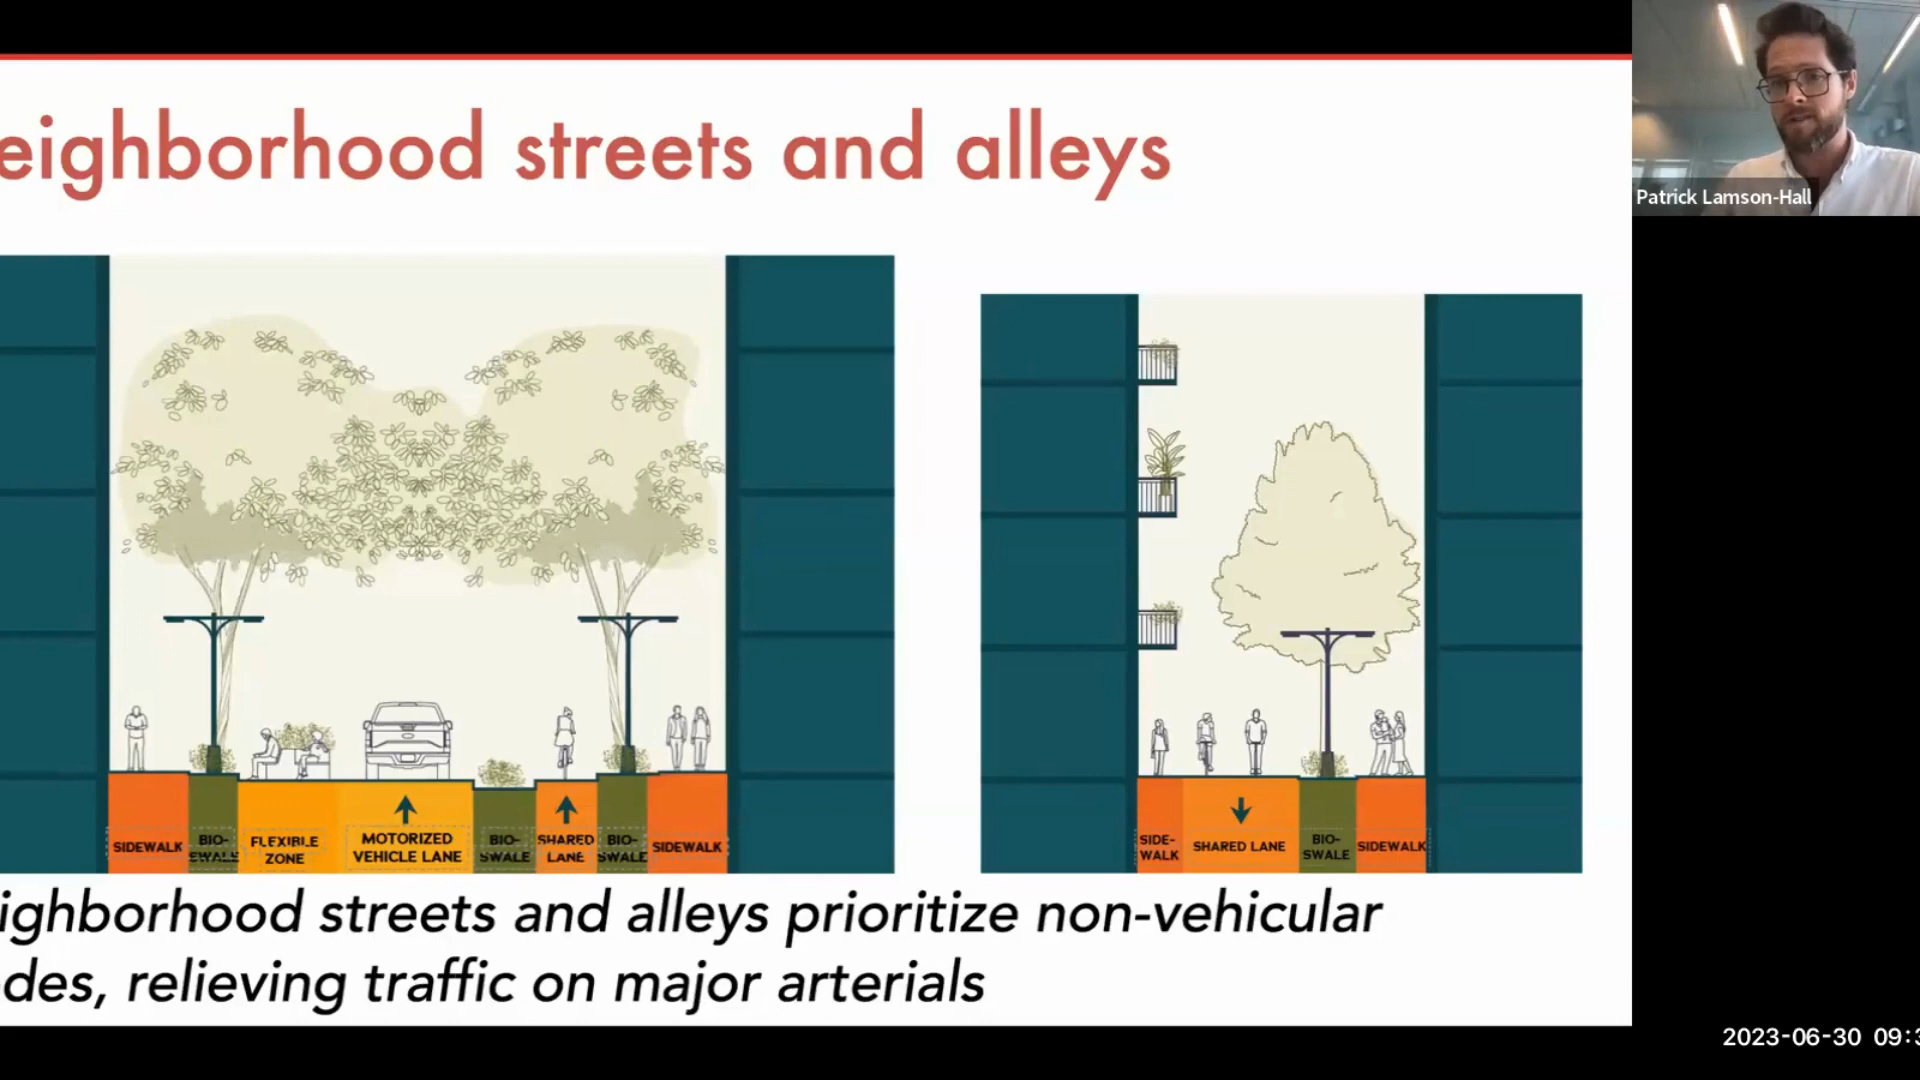 eighborhood streets and alleys
Patrick Lamson-Hall
SIDEWALK
BIO-
SWALE
FLEXIBLE
ZONE
MOTORIZED
VEHICLE LANE
BIO-
SWALE
SHARED
LANE
BIO-
SWALE
SIDEWALK
SIDE-
WALK
SHARED LANE
BIO-
SWALE
SIDEWALK
ighborhood streets and alleys prioritize non-vehicular
des, relieving traffic on major arterials
2023-06-30 09:3